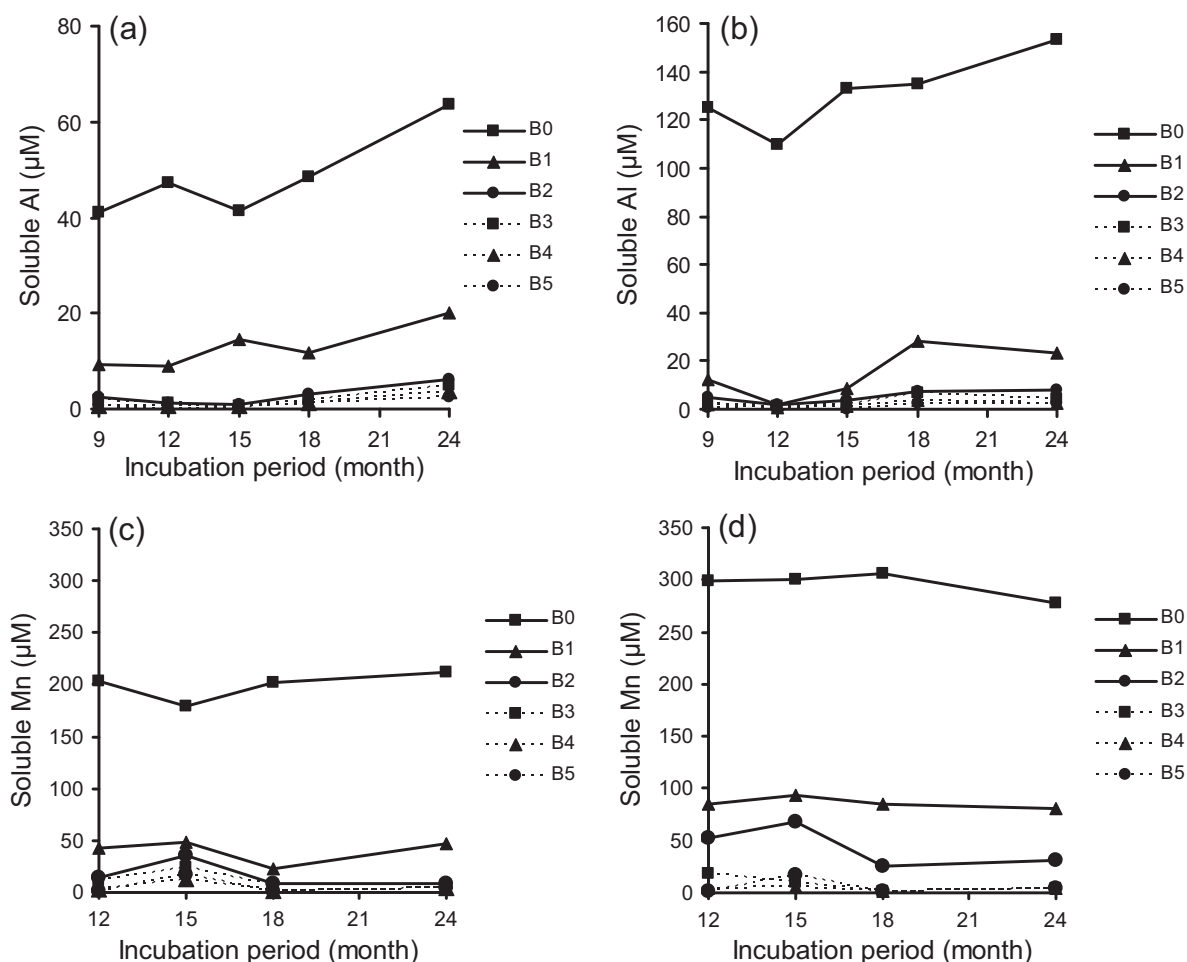 (a)
80
60
40
20
0
Soluble Al (µM)
9 12 15 18 21 24
Incubation period (month)
B0
B1
B2
B3
B4
B5
(b)
160
140
120
100
80
60
40
20
0
Soluble Al (µM)
9 12 15 18 21 24
Incubation period (month)
B0
B1
B2
B3
B4
B5
(c)
350
300
250
200
150
100
50
0
Soluble Mn (µM)
12 15 18 21 24
Incubation period (month)
B0
B1
B2
B3
B4
B5
(d)
350
300
250
200
150
100
50
0
Soluble Mn (µM)
12 15 18 21 24
Incubation period (month)
B0
B1
B2
B3
B4
B5